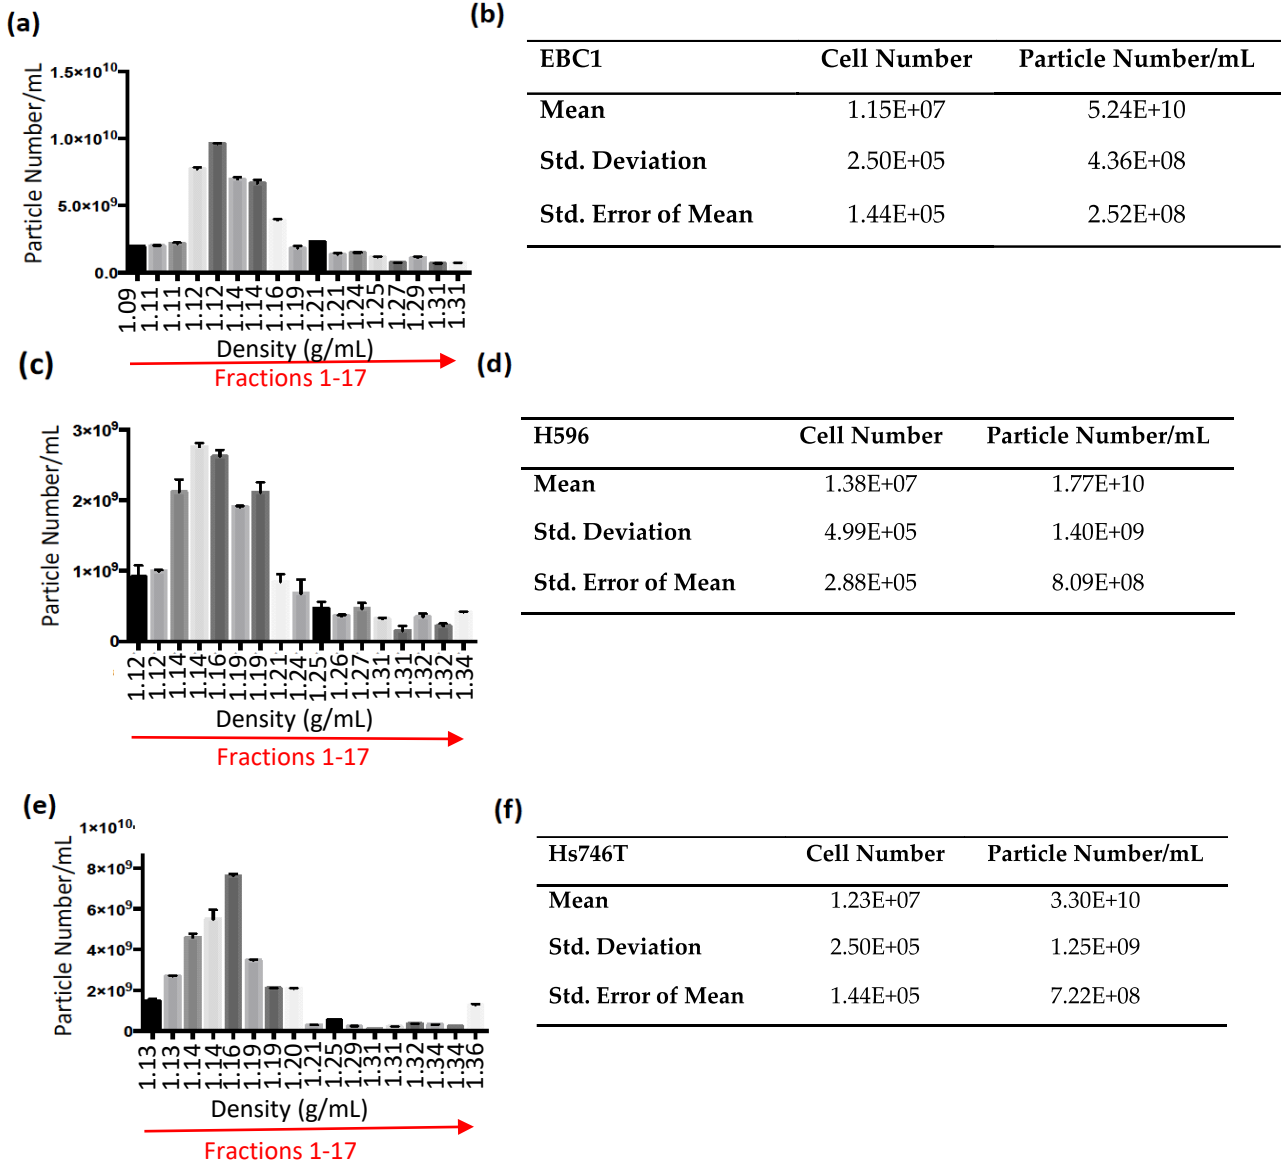 (a)
Particle Number/mL
1.5×10¹⁰
1.0×10¹⁰
5.0×10⁹
0.0
1.09 1.11 1.11 1.12 1.12 1.14 1.14 1.16 1.19 1.21 1.21 1.24 1.25 1.27 1.29 1.31 1.31
Density (g/mL)
Fractions 1-17
(b)
EBC1 Cell Number Particle Number/mL
Mean 1.15E+07 5.24E+10
Std. Deviation 2.50E+05 4.36E+08
Std. Error of Mean 1.44E+05 2.52E+08
(c)
Particle Number/mL
3×10⁹
2×10⁹
1×10⁹
0
1.12 1.12 1.14 1.14 1.16 1.19 1.19 1.21 1.24 1.25 1.26 1.27 1.31 1.31 1.32 1.32 1.34
Density (g/mL)
Fractions 1-17
(d)
H596 Cell Number Particle Number/mL
Mean 1.38E+07 1.77E+10
Std. Deviation 4.99E+05 1.40E+09
Std. Error of Mean 2.88E+05 8.09E+08
(e)
Particle Number/mL
1×10¹⁰
8×10⁹
6×10⁹
4×10⁹
2×10⁹
0
1.13 1.13 1.14 1.14 1.16 1.19 1.19 1.20 1.21 1.25 1.29 1.31 1.31 1.32 1.34 1.34 1.36
Density (g/mL)
Fractions 1-17
(f)
Hs746T Cell Number Particle Number/mL
Mean 1.23E+07 3.30E+10
Std. Deviation 2.50E+05 1.25E+09
Std. Error of Mean 1.44E+05 7.22E+08